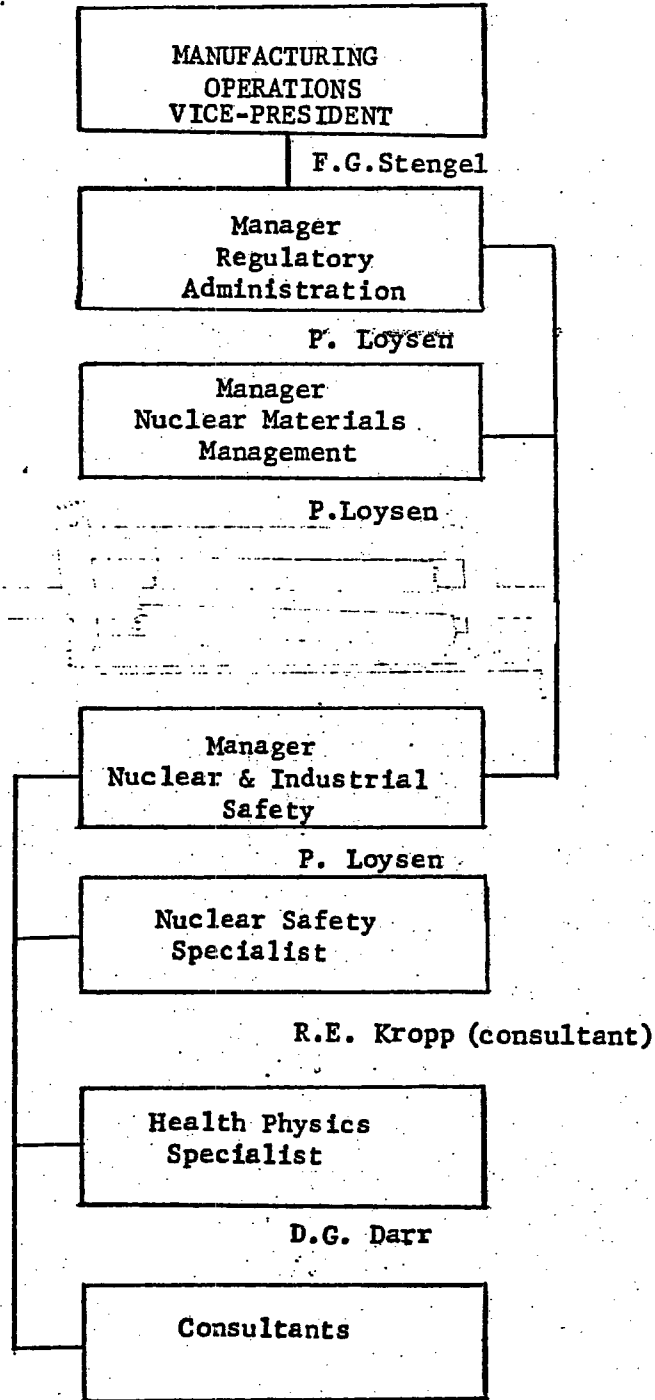 MANUFACTURING
OPERATIONS
VICE-PRESIDENT
F.G.Stengel
Manager
Regulatory
Administration
P. Loysen
Manager
Nuclear Materials
Management
P.Loysen
Manager
Nuclear & Industrial
Safety
P. Loysen
Nuclear Safety
Specialist
R.E. Kropp (consultant)
Health Physics
Specialist
D.G. Darr
Consultants